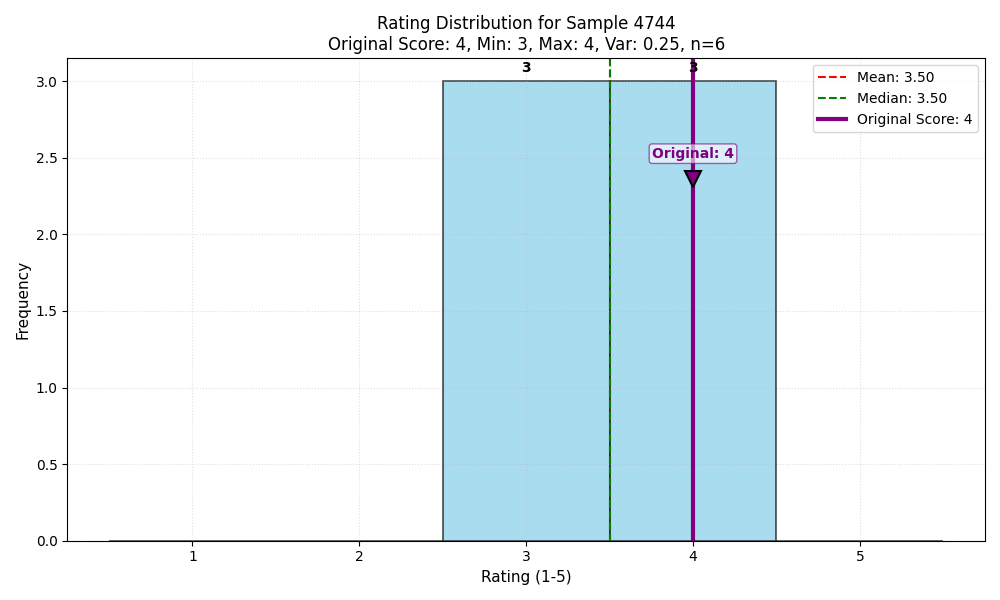 Rating Distribution for Sample 4744
Original Score: 4, Min: 3, Max: 4, Var: 0.25, n=6
3
3
Mean: 3.50
Median: 3.50
Original Score: 4
Original: 4
Frequency
3.0
2.5
2.0
1.5
1.0
0.5
0.0
1 2 3 4 5
Rating (1-5)